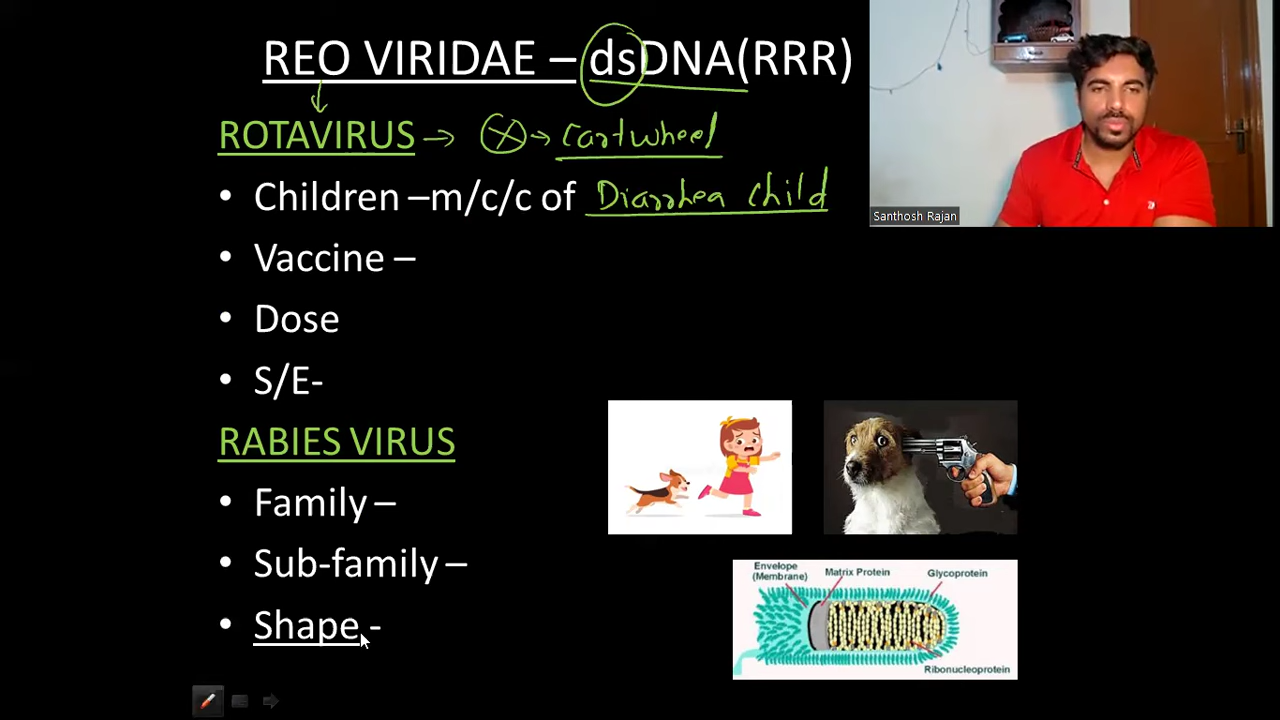 REO VIRIDAE – dsDNA(RRR)
ROTAVIRUS → → cartwheel
• Children –m/c/c of Diarrhea child
• Vaccine –
• Dose
• S/E-
RABIES VIRUS
• Family –
• Sub-family –
• Shape -
Santhosh Rajan
Envelope
(Membrane)
Matrix Protein
Glycoprotein
Ribonucleoprotein